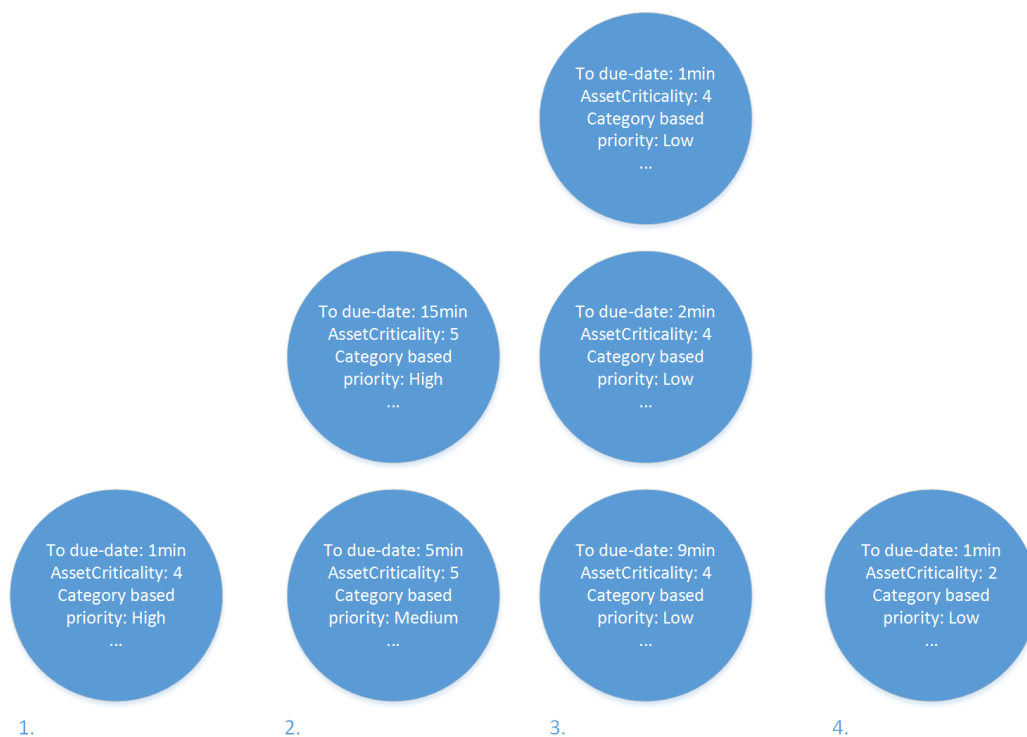 To due-date: 1min
AssetCriticality: 4
Category based
priority: Low
...
To due-date: 15min
AssetCriticality: 5
Category based
priority: High
...
To due-date: 2min
AssetCriticality: 4
Category based
priority: Low
...
To due-date: 1min
AssetCriticality: 4
Category based
priority: High
...
To due-date: 5min
AssetCriticality: 5
Category based
priority: Medium
...
To due-date: 9min
AssetCriticality: 4
Category based
priority: Low
...
To due-date: 1min
AssetCriticality: 2
Category based
priority: Low
...
1.
2.
3.
4.